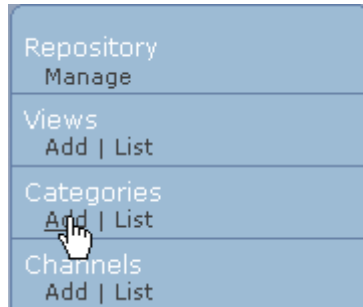 Repository
Manage
Views
Add | List
Categories
Add | List
Channels
Add | List